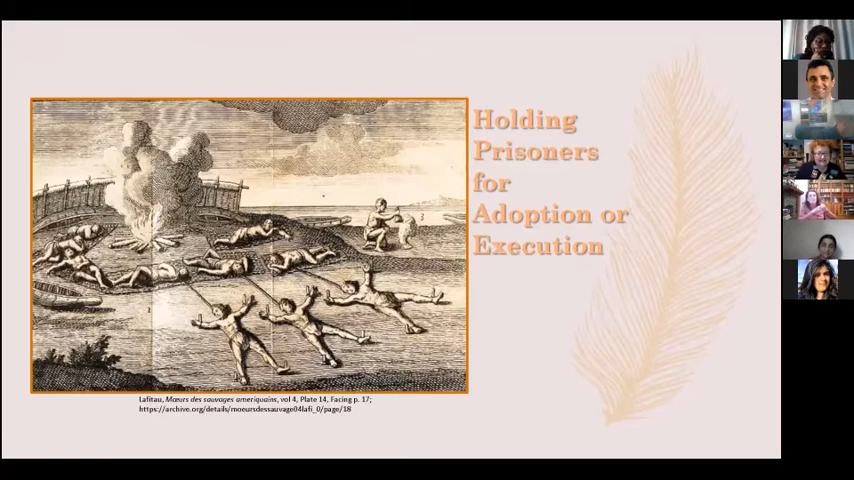 Holding
Prisoners
for
Adoption or
Execution
Lafitau, Mœurs des sauvages ameriquains, vol 4, Plate 14, Facing p. 17;
https://archive.org/details/moeursdessauvage04lafi_0/page/18